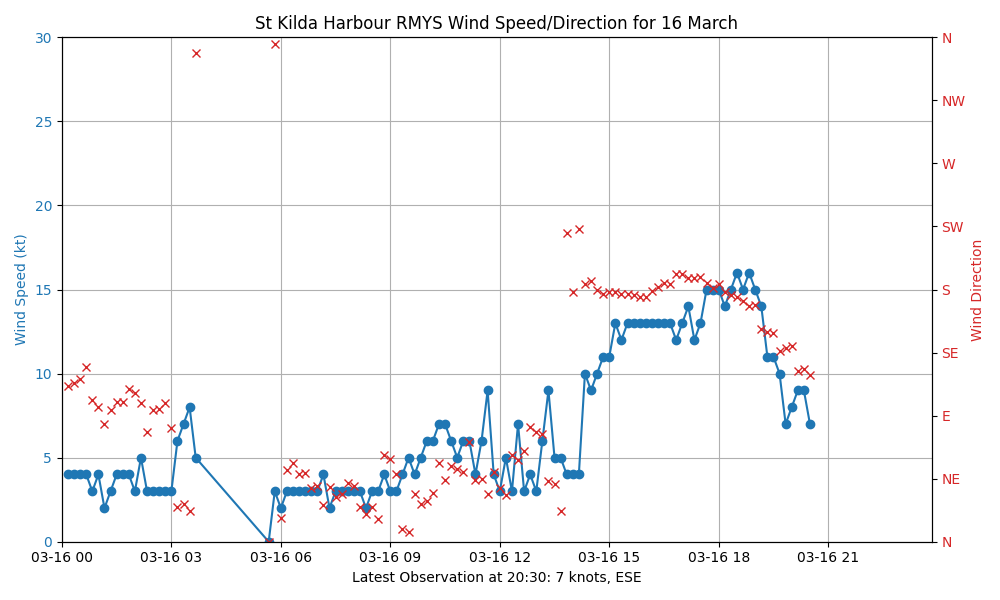 St Kilda Harbour RMYS Wind Speed/Direction for 16 March
30
25
20
15
10
5
0
Wind Speed (kt)
N
NW
W
SW
S
SE
E
NE
N
Wind Direction
03-16 00
03-16 03
03-16 06
03-16 09
03-16 12
03-16 15
03-16 18
03-16 21
Latest Observation at 20:30: 7 knots, ESE